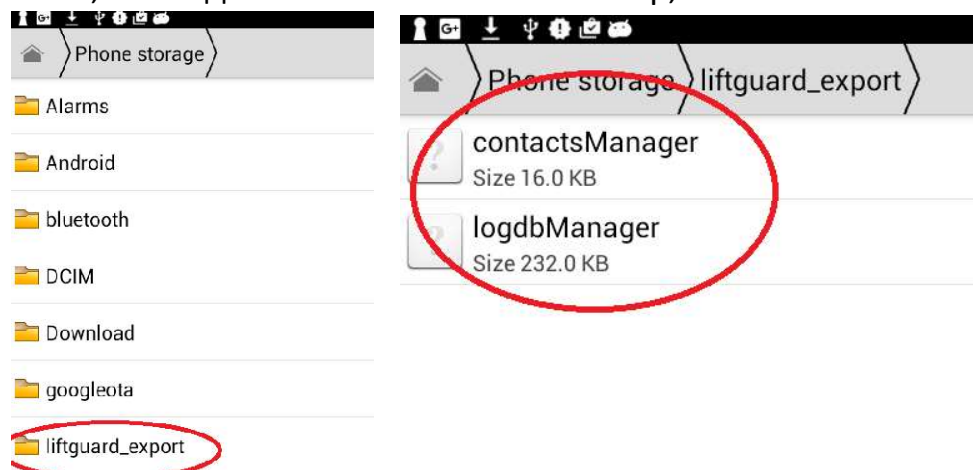 Phone storage
Alarms
Android
bluetooth
DCIM
Download
googleota
liftguard_export
G+
Phone storage
liftguard_export
contactsManager
Size 16.0 KB
logdbManager
Size 232.0 KB